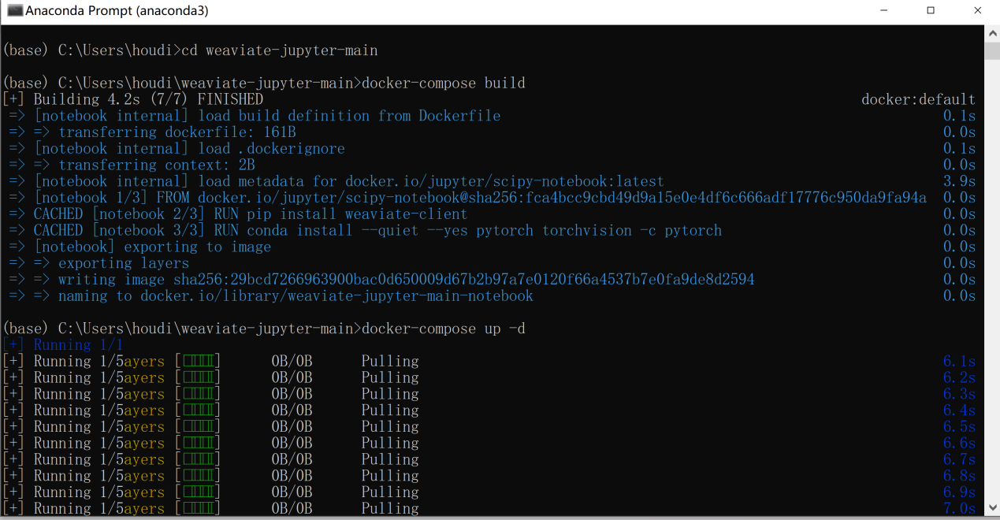 Anaconda Prompt (anaconda3)
(base) C:\Users\houdi>cd weaviate-jupyter-main
(base) C:\Users\houdi\weaviate-jupyter-main>docker-compose build
[+] Building 4.2s (7/7) FINISHED docker:default
=> [notebook internal] load build definition from Dockerfile 0.1s
=> => transferring dockerfile: 161B 0.0s
=> [notebook internal] load .dockerignore 0.1s
=> => transferring context: 2B 0.0s
=> [notebook internal] load metadata for docker.io/jupyter/scipy-notebook:latest 3.9s
=> [notebook 1/3] FROM docker.io/jupyter/scipy-notebook@sha256:fca4bcc9cbd49d9a15e0e4df6c666adf17776c950da9fa94a 0.0s
=> CACHED [notebook 2/3] RUN pip install weaviate-client 0.0s
=> CACHED [notebook 3/3] RUN conda install --quiet --yes pytorch torchvision -c pytorch 0.0s
=> [notebook] exporting to image 0.0s
=> => exporting layers 0.0s
=> => writing image sha256:29bcd7266963900bac0d650009d67b2b97a7e0120f66a4537b7e0fa9de8d2594 0.0s
=> => naming to docker.io/library/weaviate-jupyter-main-notebook 0.0s
(base) C:\Users\houdi\weaviate-jupyter-main>docker-compose up -d
[+] Running 1/1
[+] Running 1/5ayers [□□□□] 0B/0B Pulling 6.1s
[+] Running 1/5ayers [□□□□] 0B/0B Pulling 6.2s
[+] Running 1/5ayers [□□□□] 0B/0B Pulling 6.3s
[+] Running 1/5ayers [□□□□] 0B/0B Pulling 6.4s
[+] Running 1/5ayers [□□□□] 0B/0B Pulling 6.5s
[+] Running 1/5ayers [□□□□] 0B/0B Pulling 6.6s
[+] Running 1/5ayers [□□□□] 0B/0B Pulling 6.7s
[+] Running 1/5ayers [□□□□] 0B/0B Pulling 6.8s
[+] Running 1/5ayers [□□□□] 0B/0B Pulling 6.9s
[+] Running 1/5ayers [□□□□] 0B/0B Pulling 7.0s